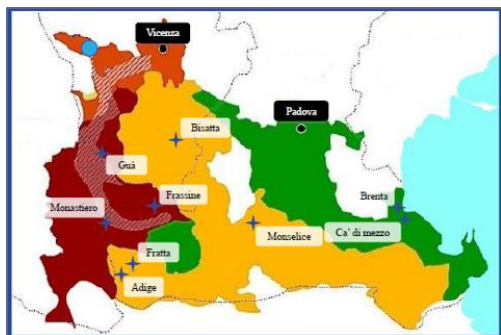 Vicenza
Padova
Bisatta
Guà
Frassine
Brenta
Monastiero
Monselice
Ca' di mezzo
Fratta
Adige